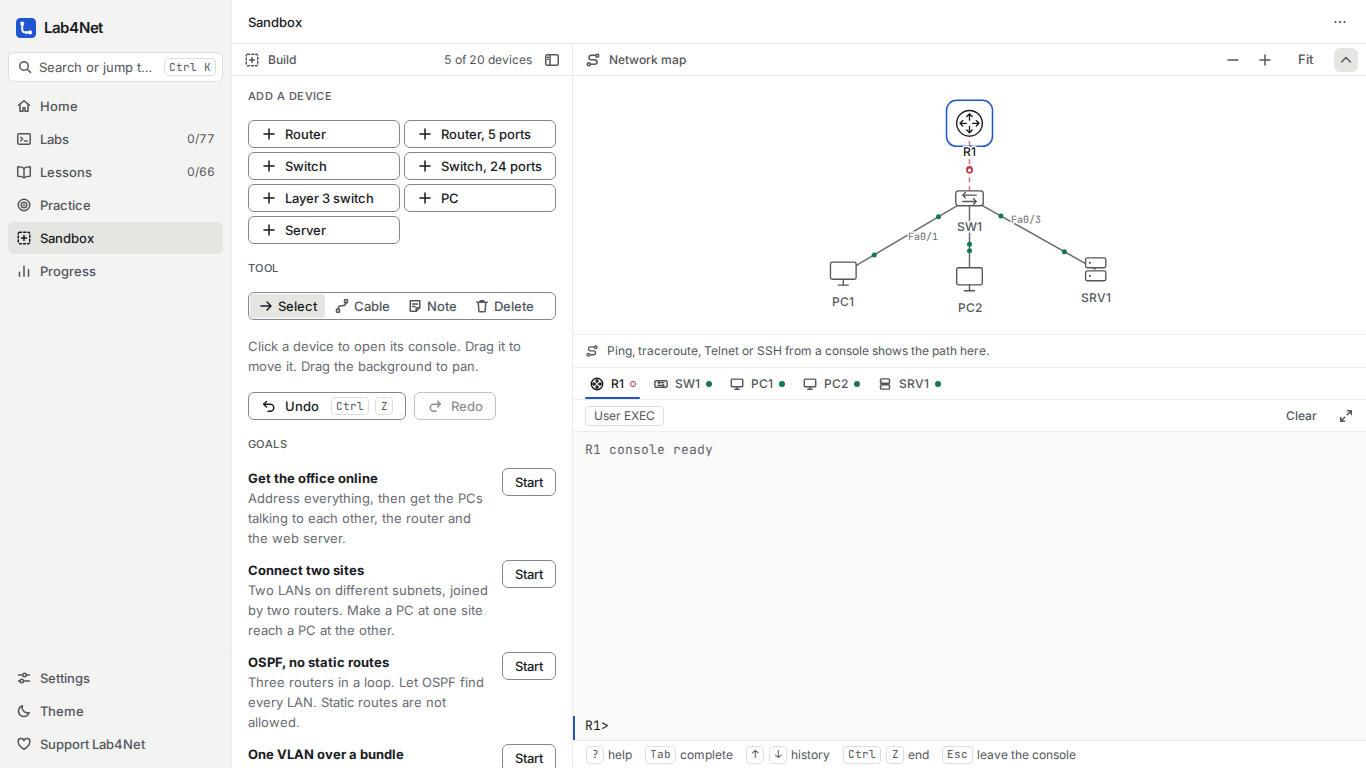 Lab4Net
Search or jump t... Ctrl K
Home
Labs 0/77
Lessons 0/66
Practice
Sandbox
Progress
Settings
Theme
Support Lab4Net
Sandbox
Build 5 of 20 devices
ADD A DEVICE
Router Router, 5 ports
Switch Switch, 24 ports
Layer 3 switch PC
Server
TOOL
Select Cable Note Delete
Click a device to open its console. Drag it to
move it. Drag the background to pan.
Undo Ctrl Z Redo
GOALS
Get the office online Start
Address everything, then get the PCs
talking to each other, the router and
the web server.
Connect two sites Start
Two LANs on different subnets, joined
by two routers. Make a PC at one site
reach a PC at the other.
OSPF, no static routes Start
Three routers in a loop. Let OSPF find
every LAN. Static routes are not
allowed.
One VLAN over a bundle Start
Network map Fit
R1
SW1
Fa0/3
Fa0/1
PC1
PC2
SRV1
Ping, traceroute, Telnet or SSH from a console shows the path here.
R1 SW1 PC1 PC2 SRV1
User EXEC Clear
R1 console ready
R1>
? help Tab complete ↑ ↓ history Ctrl Z end Esc leave the console